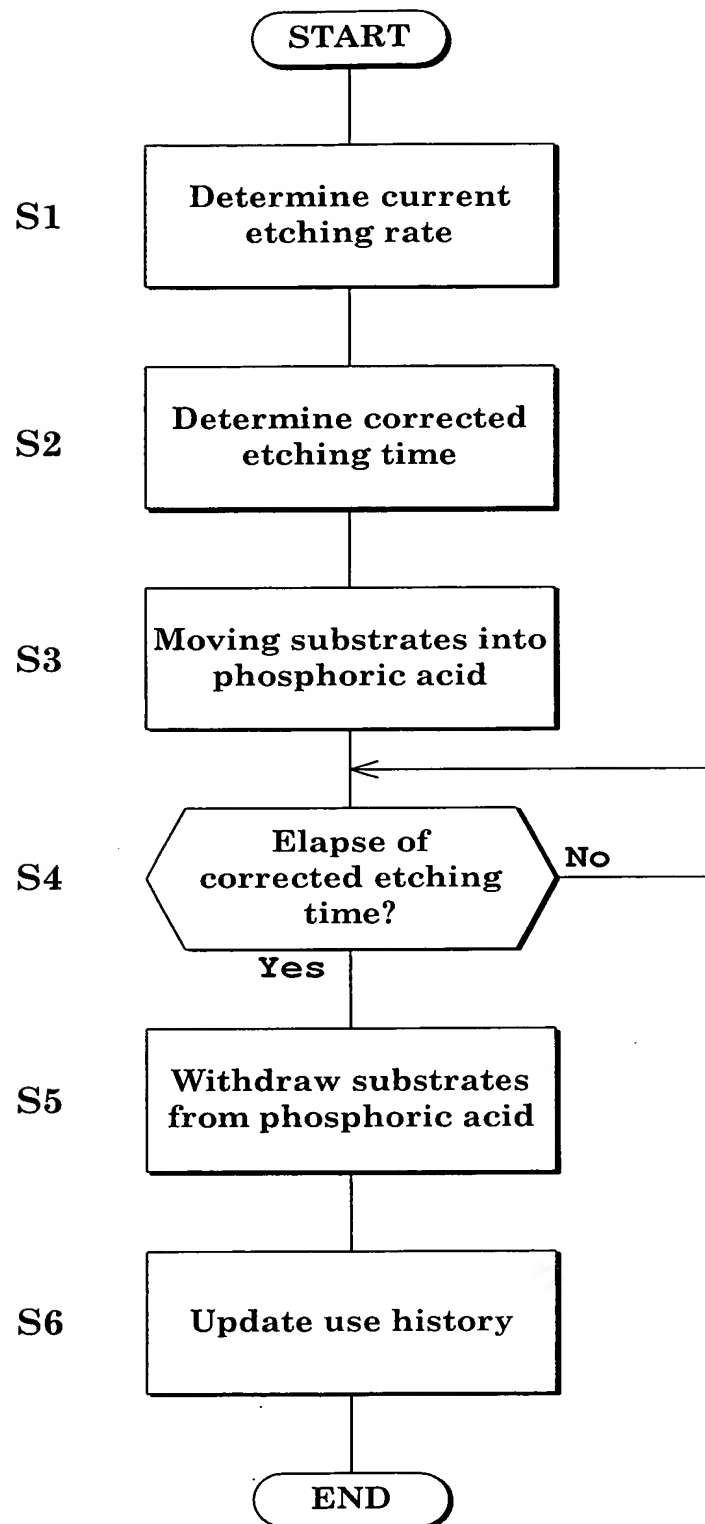 START
S1
Determine current
etching rate
S2
Determine corrected
etching time
S3
Moving substrates into
phosphoric acid
S4
Elapse of
corrected etching
time?
No
Yes
S5
Withdraw substrates
from phosphoric acid
S6
Update use history
END